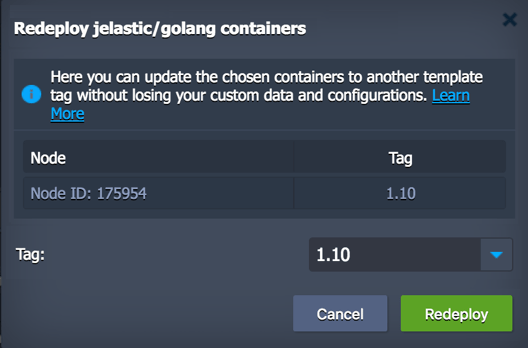 Redeploy jelastic/golang containers
Here you can update the chosen containers to another template
tag without losing your custom data and configurations. Learn
More
Node Tag
Node ID: 175954 1.10
Tag: 1.10
Cancel Redeploy